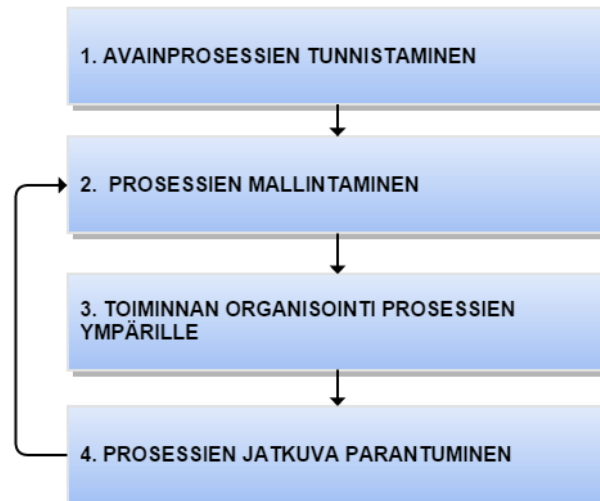 1. AVAINPROSESSIEN TUNNISTAMINEN
2. PROSESSIEN MALLINTAMINEN
3. TOIMINNAN ORGANISOINTI PROSESSIEN
YMPÄRILLE
4. PROSESSIEN JATKUVA PARANTUMINEN